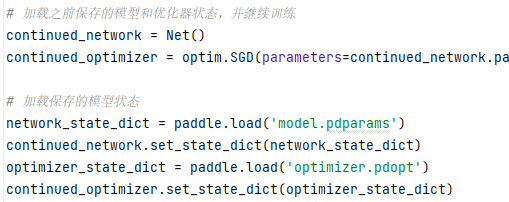 # 加载之前保存的模型和优化器状态，并继续训练
continued_network = Net()
continued_optimizer = optim.SGD(parameters=continued_network.pa
# 加载保存的模型状态
network_state_dict = paddle.load('model.pdparams')
continued_network.set_state_dict(network_state_dict)
optimizer_state_dict = paddle.load('optimizer.pdopt')
continued_optimizer.set_state_dict(optimizer_state_dict)